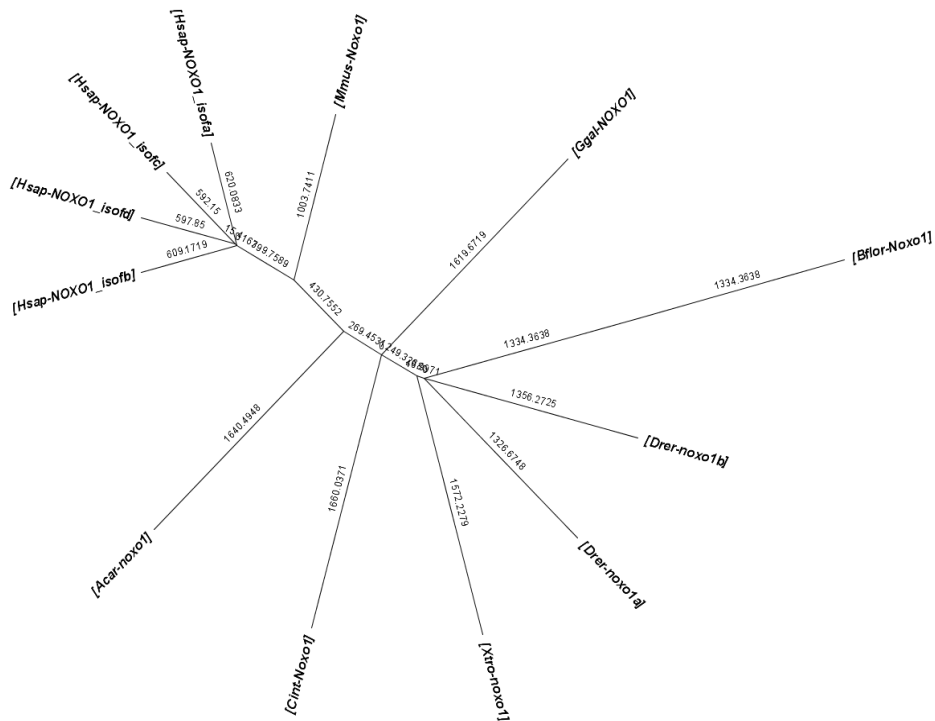 [Hsap-NOXO1_isofa]
[Mmus-Noxo1]
[Hsap-NOXO1_isofc]
[Ggal-NOXO1]
[Hsap-NOXO1_isofd]
[Hsap-NOXO1_isofb]
620.0833
592.15
597.85
609.1719
1003.7411
1619.6719
[Bflor-Noxo1]
1334.3638
1334.3638
430.7552
1356.2725
[Drer-noxo1b]
1326.6748
[Drer-noxo1a]
1640.4948
[Acar-noxo1]
1660.0371
[Cint-Noxo1]
1572.2279
[Xtro-noxo1]